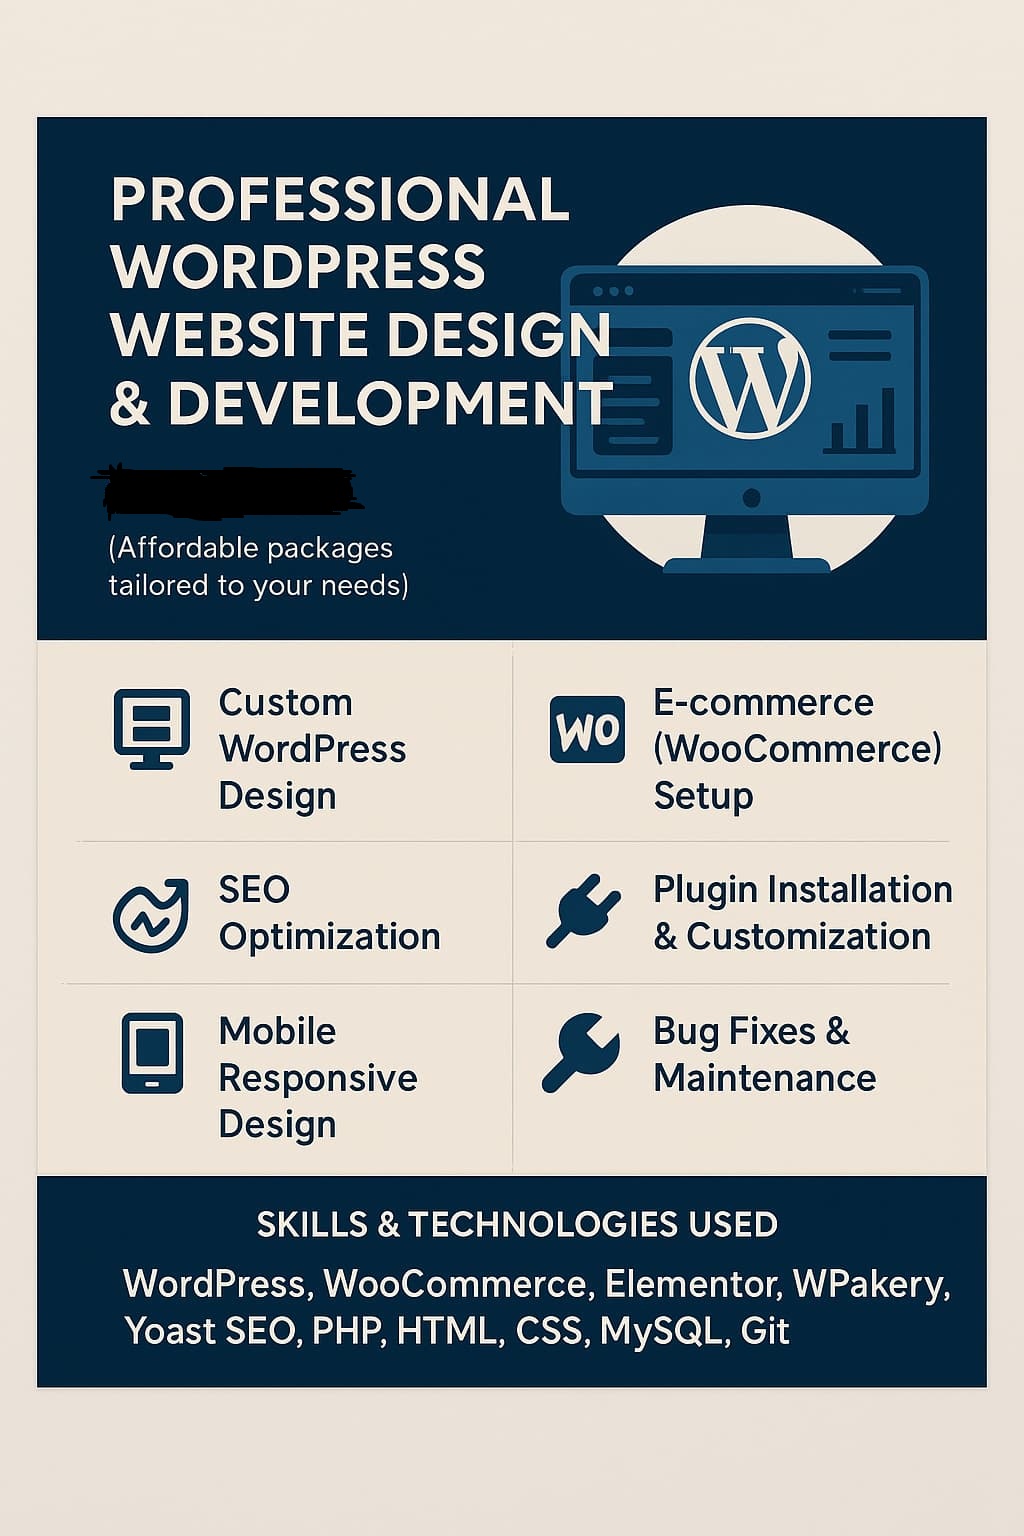 PROFESSIONAL
WORDPRESS
WEBSITE DESIGN
& DEVELOPMENT
(Affordable packages
tailored to your needs)
Custom
WordPress
Design
WO
E-commerce
(WooCommerce)
Setup
SEO
Optimization
Plugin Installation
& Customization
Mobile
Responsive
Design
Bug Fixes &
Maintenance
SKILLS & TECHNOLOGIES USED
WordPress, WooCommerce, Elementor, WPakery,
Yoast SEO, PHP, HTML, CSS, MySQL, Git